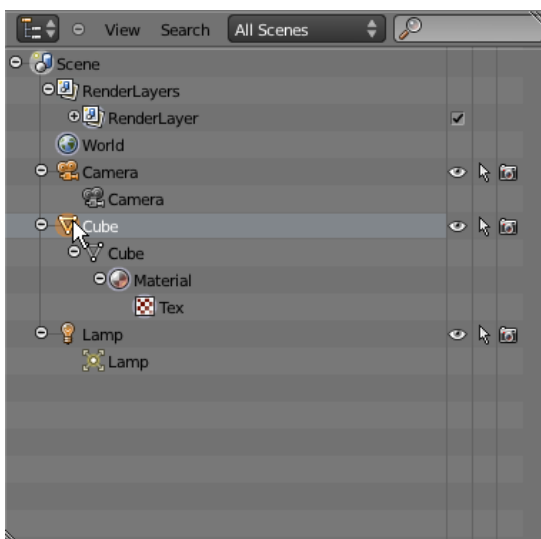 View Search All Scenes
Scene
RenderLayers
RenderLayer
World
Camera
Camera
Cube
Cube
Material
Tex
Lamp
Lamp